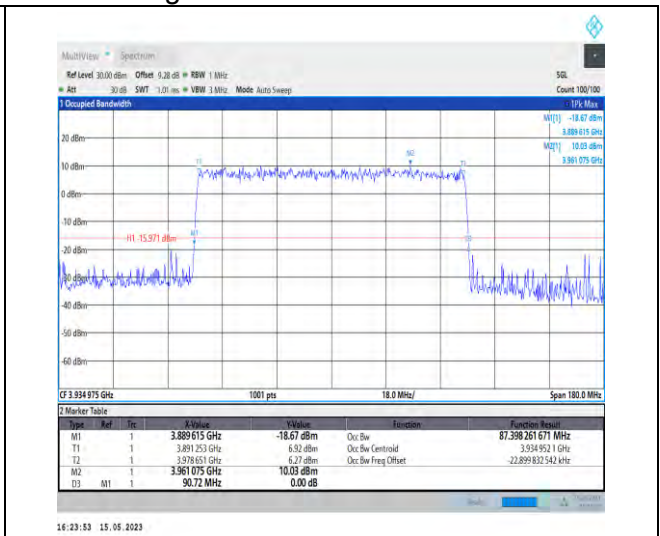 MultiView Spectrum
Ref Level 30.00 dBm Offset 9.28 dB RBW 1 MHz SGL
Att 30 dB SWT 1.01 ms VBW 3 MHz Mode Auto Sweep Count 100/100
1 Occupied Bandwidth 1Pk Max
M1[1] -18.67 dBm
3.889 615 GHz
M2[1] 10.03 dBm
3.961 075 GHz
20 dBm
M2
T1
10 dBm
0 dBm
-10 dBm
M1
H1 -15.971 dBm
-20 dBm
-40 dBm
-50 dBm
-60 dBm
CF 3.934 975 GHz 1001 pts 18.0 MHz/ Span 180.0 MHz
2 Marker Table
Type Ref Trc X-Value Y-Value Function Function Result
M1 1 3.889 615 GHz -18.67 dBm Occ Bw 87.398 261 671 MHz
T1 1 3.891 253 GHz 6.92 dBm Occ Bw Centroid 3.934 952 1 GHz
T2 1 3.978 651 GHz 6.27 dBm Occ Bw Freq Offset -22.899 832 542 kHz
M2 1 3.961 075 GHz 10.03 dBm
D3 M1 1 90.72 MHz 0.00 dB
16:23:53 15.05.2023